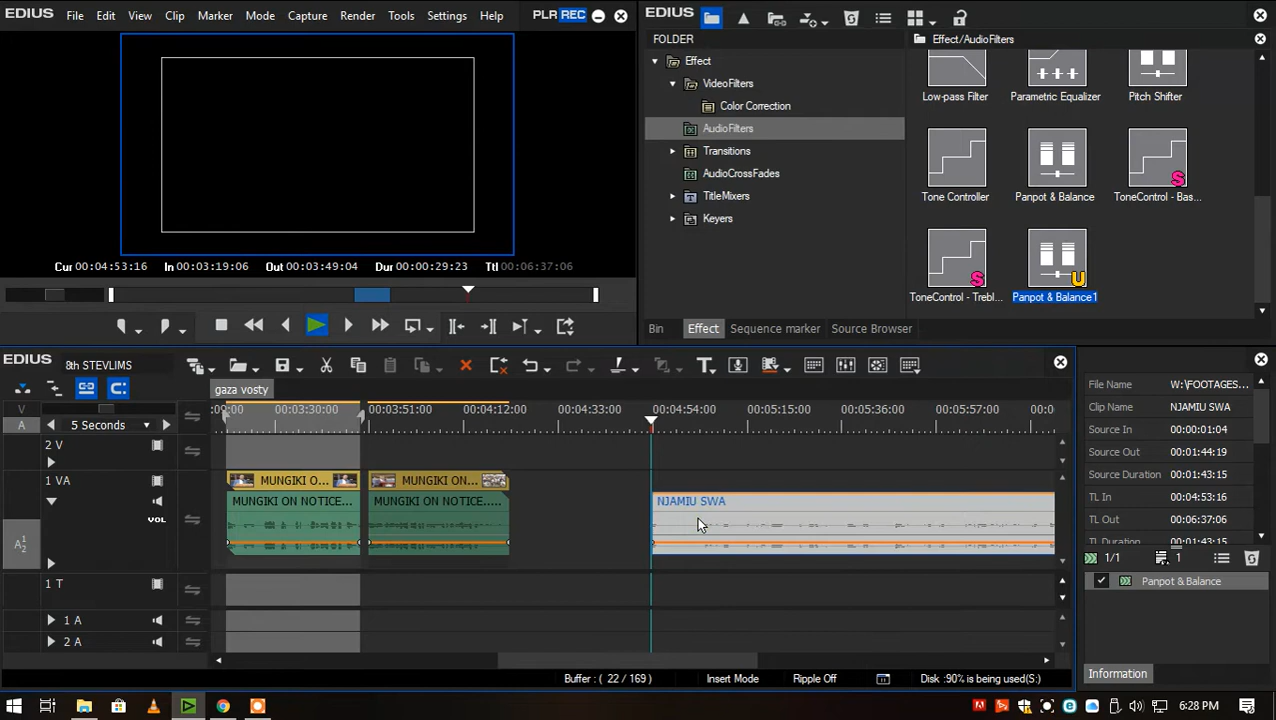 File Edit View Clip Marker Mode Capture Render Tools Settings Help
PLR REC
EDIUS
FOLDER
Effect
VideoFilters
Color Correction
AudioFilters
Transitions
AudioCrossFades
TitleMixers
Keyers
Effect/AudioFilters
Low-pass Filter
Parametric Equalizer
Pitch Shifter
Tone Controller
Panpot & Balance
ToneControl - Bas...
ToneControl - Trebl...
Panpot & Balance1
S
S
U
Cur 00:04:53:16 In 00:03:19:06 Out 00:03:49:04 Dur 00:00:29:23 Ttl 00:06:37:06
Bin Effect Sequence marker Source Browser
EDIUS 8th STEVLIMS
gaza vosty
V
A
5 Seconds
:09:00 00:03:30:00 00:03:51:00 00:04:12:00 00:04:33:00 00:04:54:00 00:05:15:00 00:05:36:00 00:05:57:00 00:0
2 V
1 VA
MUNGIKI O...
MUNGIKI ON...
MUNGIKI ON NOTICE...
MUNGIKI ON NOTICE.....
NJAMIU SWA
VOL
A 1 2
1 T
1 A
2 A
Buffer : ( 22 / 169 ) Insert Mode Ripple Off Disk :90% is being used(S:)
File Name W:\FOOTAGES...
Clip Name NJAMIU SWA
Source In 00:00:01:04
Source Out 00:01:44:19
Source Duration 00:01:43:15
TL In 00:04:53:16
TL Out 00:06:37:06
TL Duration 00:01:43:15
1/1
1
Panpot & Balance
Information
6:28 PM